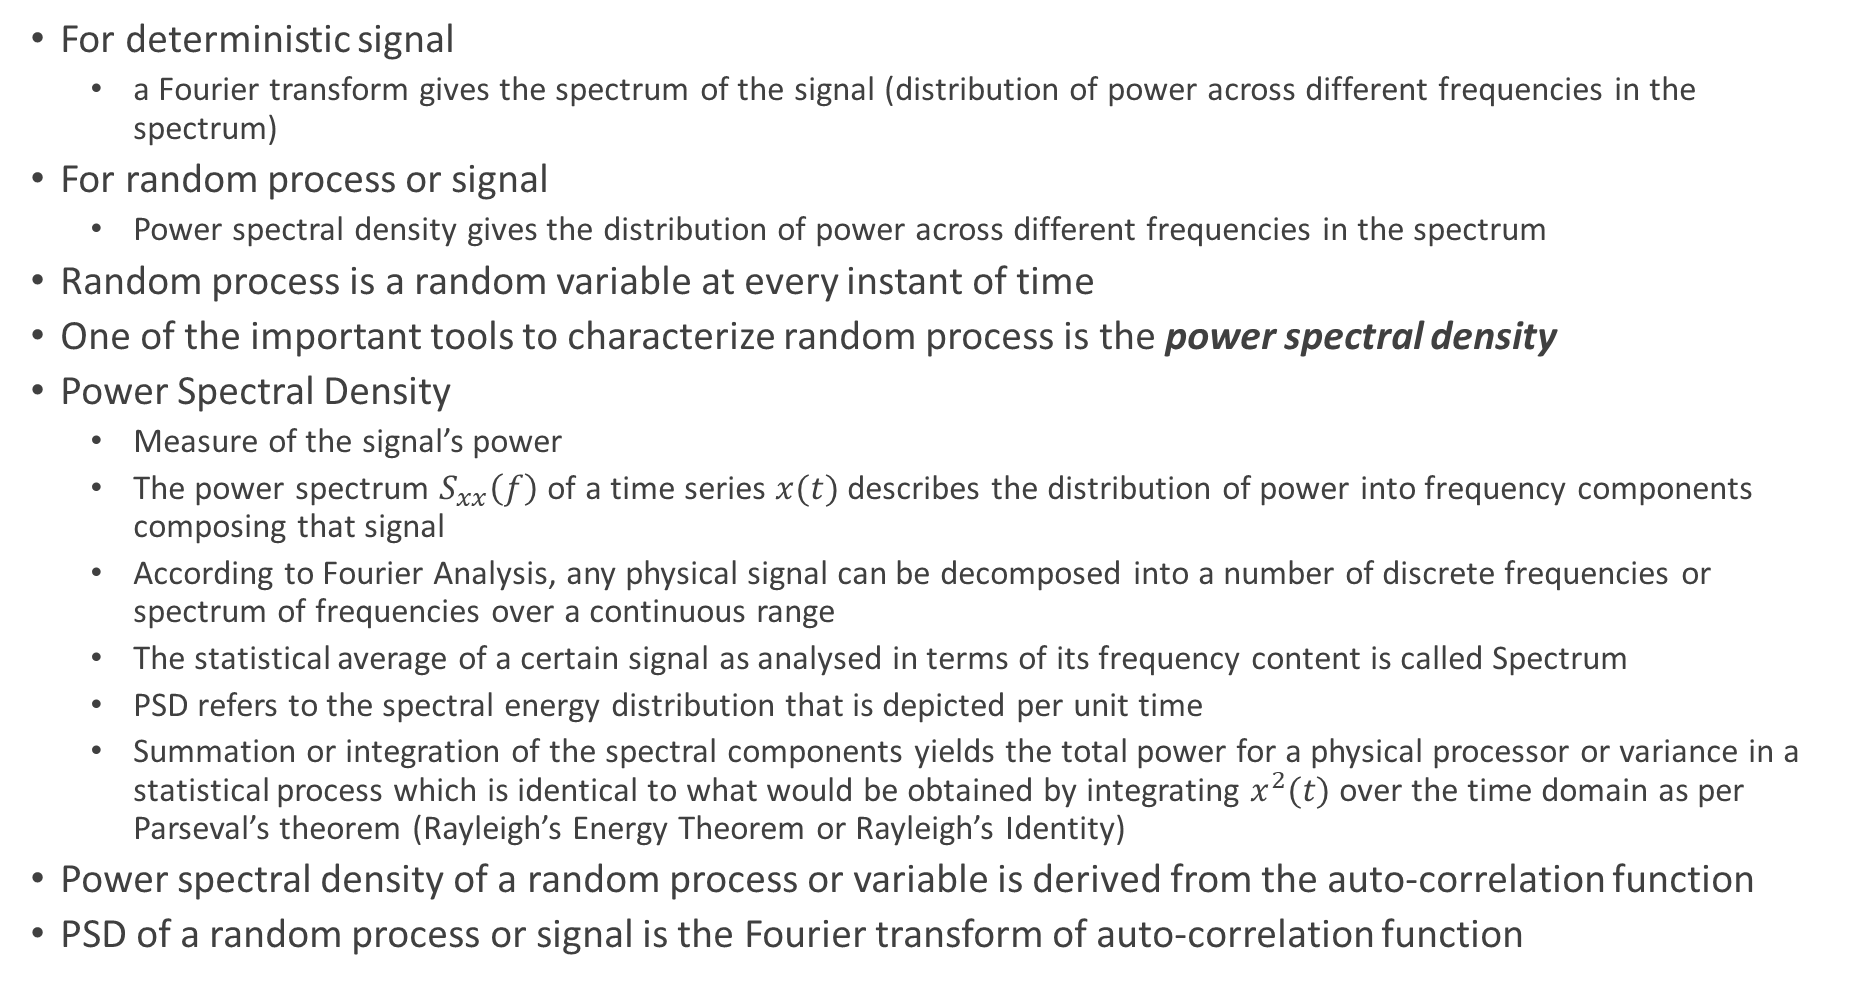 • For deterministic signal
• a Fourier transform gives the spectrum of the signal (distribution of power across different frequencies in the
spectrum)
• For random process or signal
• Power spectral density gives the distribution of power across different frequencies in the spectrum
• Random process is a random variable at every instant of time
• One of the important tools to characterize random process is the power spectral density
• Power Spectral Density
• Measure of the signal’s power
• The power spectrum Sxx(f) of a time series x(t) describes the distribution of power into frequency components
composing that signal
• According to Fourier Analysis, any physical signal can be decomposed into a number of discrete frequencies or
spectrum of frequencies over a continuous range
• The statistical average of a certain signal as analysed in terms of its frequency content is called Spectrum
• PSD refers to the spectral energy distribution that is depicted per unit time
• Summation or integration of the spectral components yields the total power for a physical processor or variance in a
statistical process which is identical to what would be obtained by integrating x²(t) over the time domain as per
Parseval’s theorem (Rayleigh’s Energy Theorem or Rayleigh’s Identity)
• Power spectral density of a random process or variable is derived from the auto-correlation function
• PSD of a random process or signal is the Fourier transform of auto-correlation function